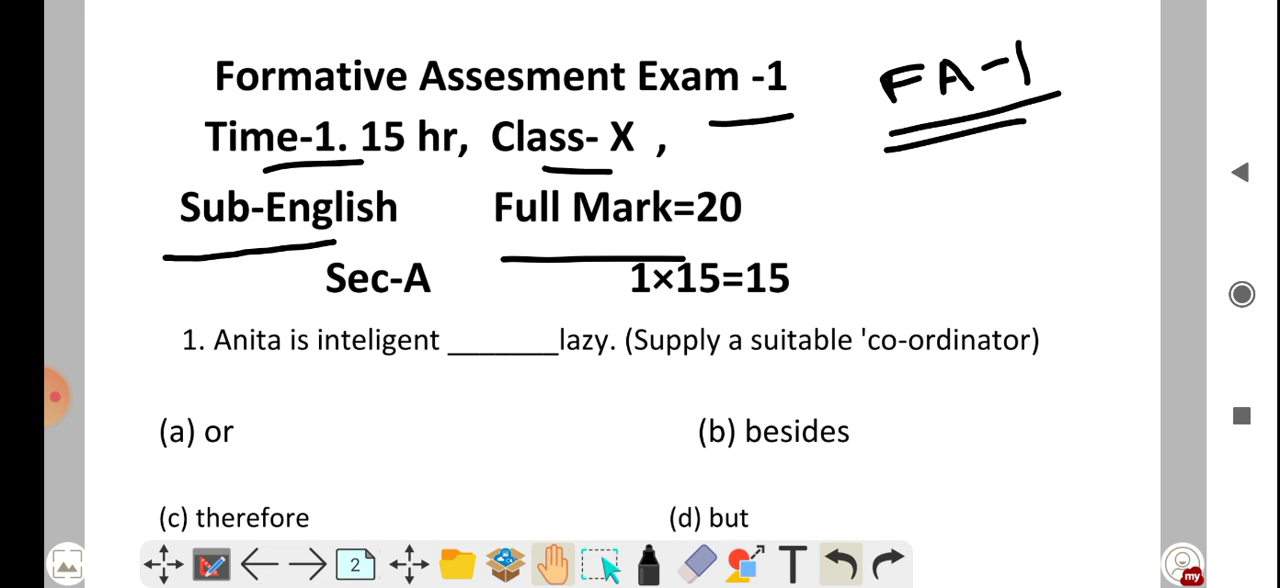 Formative Assesment Exam -1
FA-1
Time-1. 15 hr, Class- X ,
Sub-English Full Mark=20
Sec-A 1×15=15
1. Anita is inteligent _______lazy. (Supply a suitable 'co-ordinator)
(a) or (b) besides
(c) therefore (d) but
2
T
my